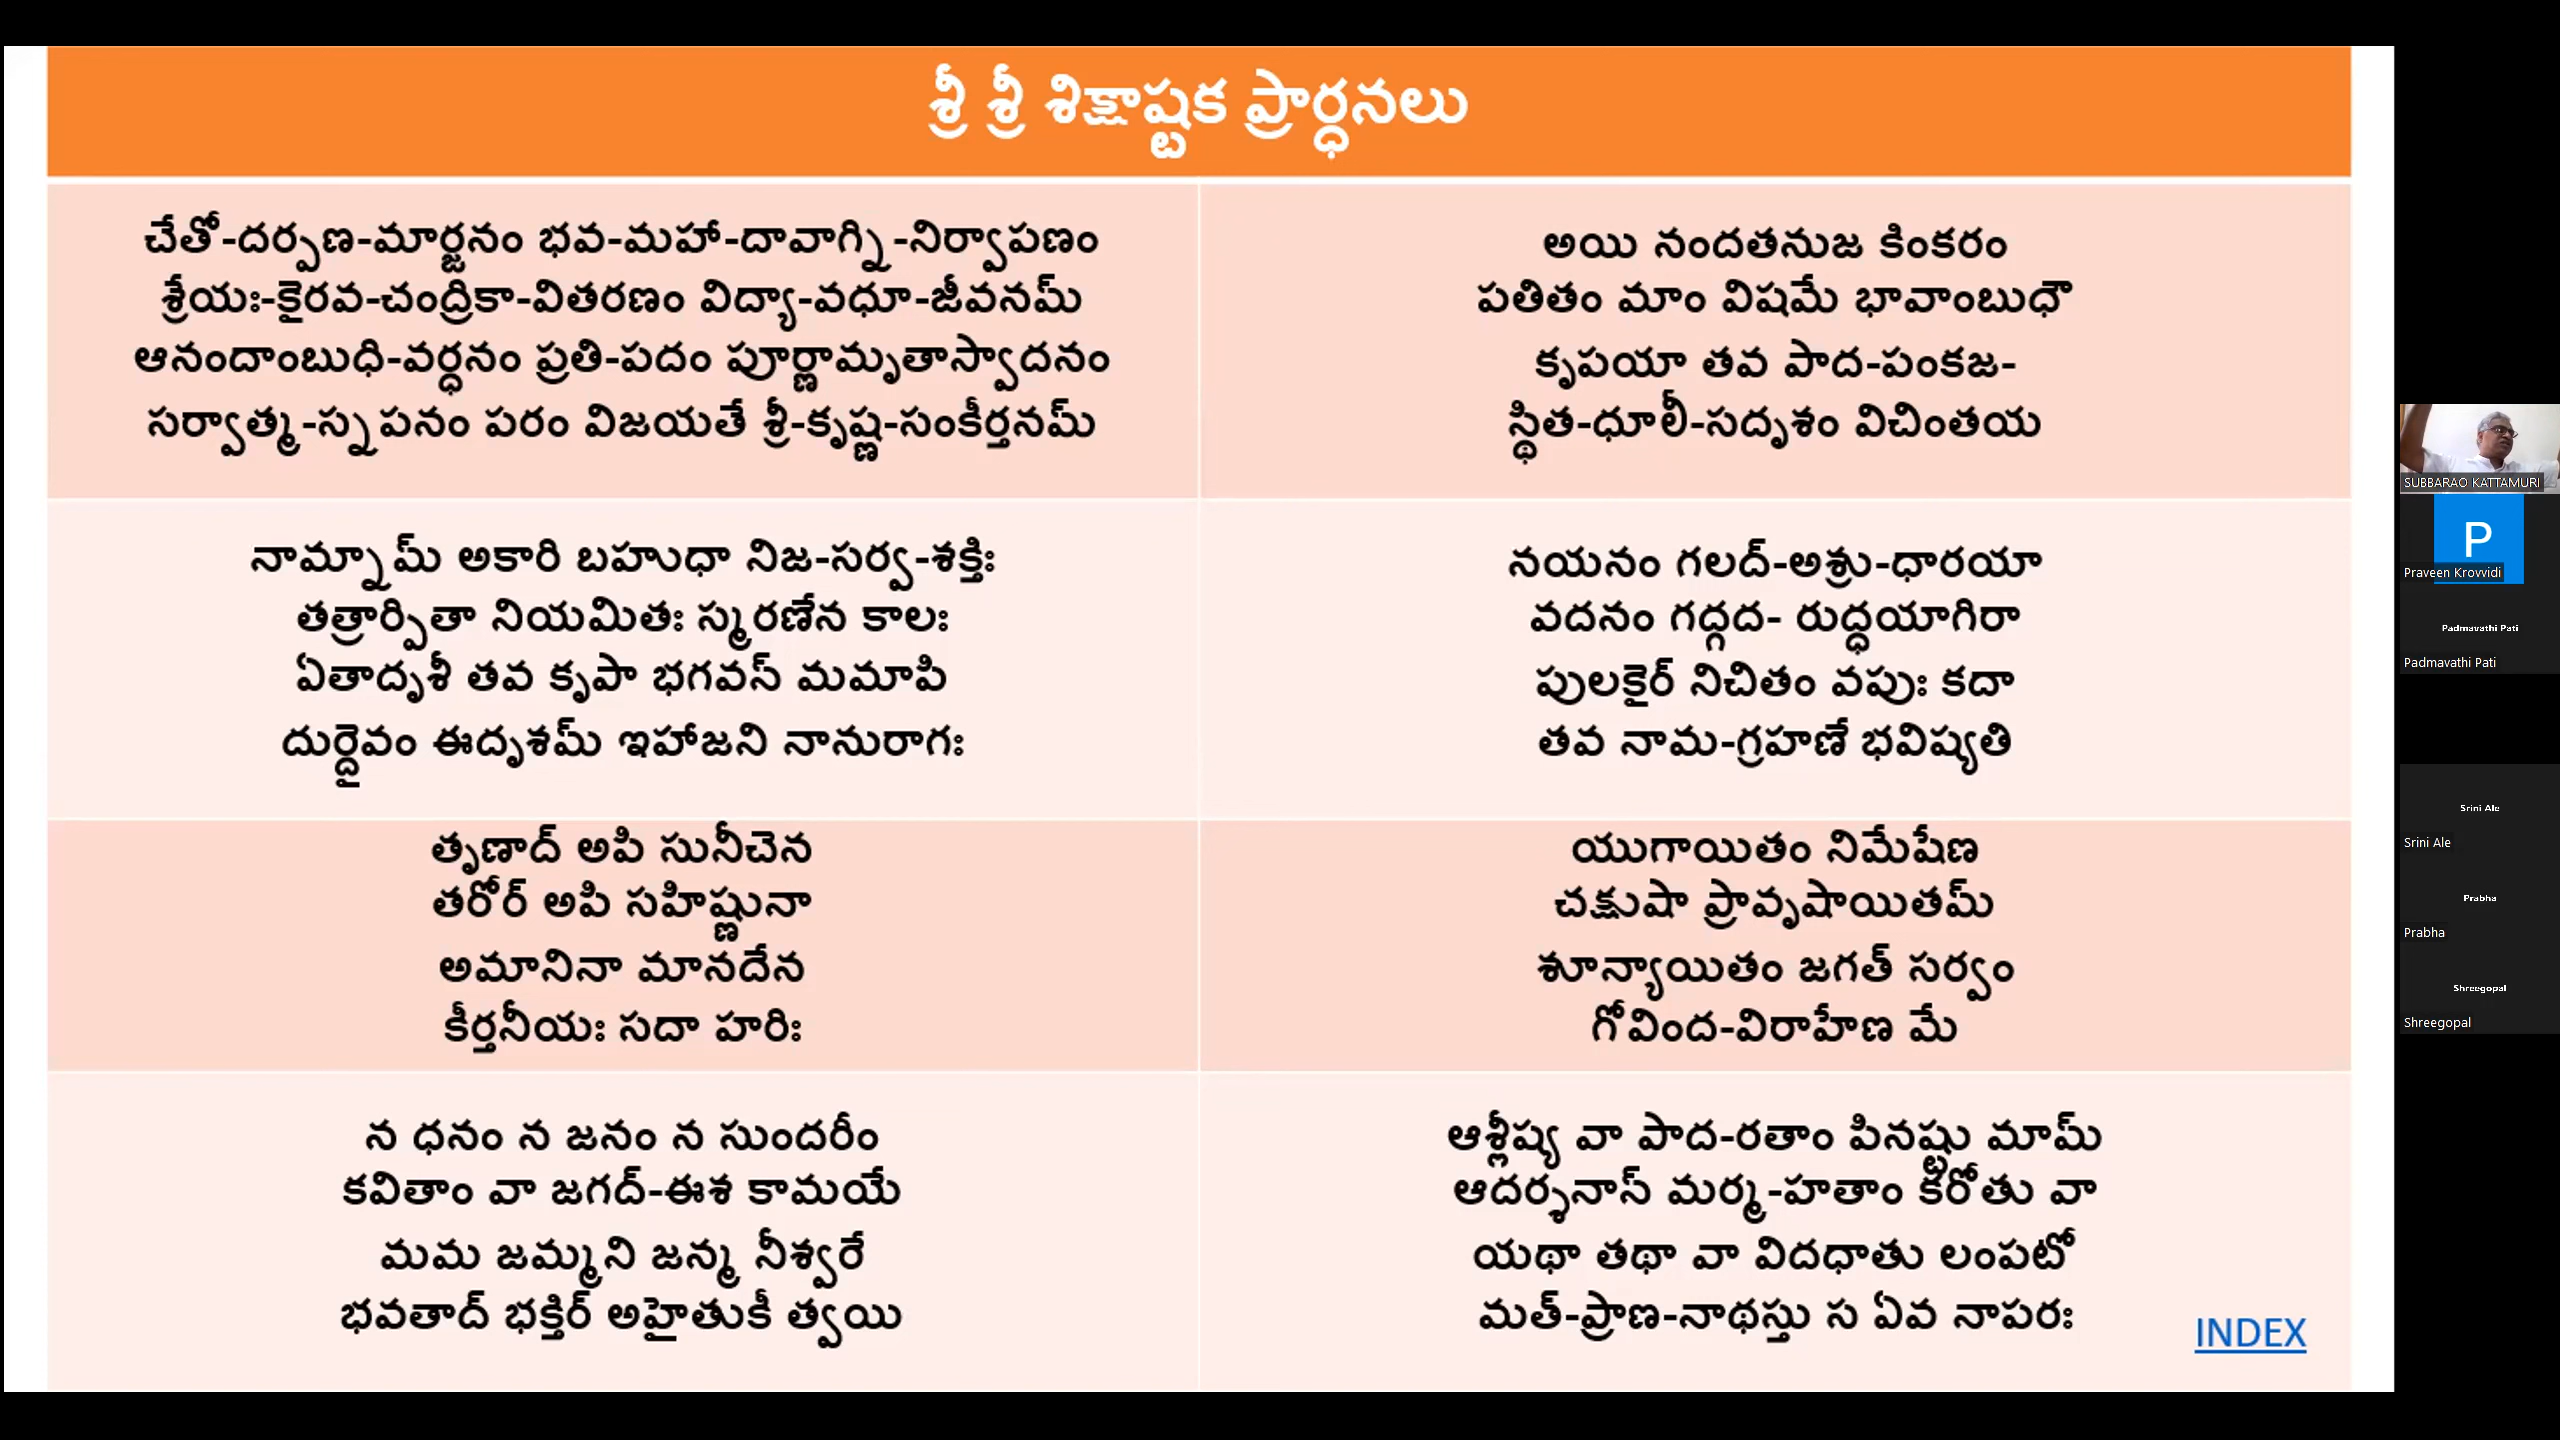 శ్రీ శ్రీ శిక్షాష్టక ప్రార్ధనలు
చేతో-దర్పణ-మార్జనం భవ-మహా-దావాగ్ని-నిర్వాపణం
శ్రేయః-కైరవ-చంద్రికా-వితరణం విద్యా-వధూ-జీవనమ్
ఆనందాంబుధి-వర్ధనం ప్రతి-పదం పూర్ణామృతాస్వాదనం
సర్వాత్మ-స్నపనం పరం విజయతే శ్రీ-కృష్ణ-సంకీర్తనమ్
నామ్నామ్ అకారి బహుధా నిజ-సర్వ-శక్తిః
తత్రార్పితా నియమితః స్మరణేన కాలః
ఏతాదృశీ తవ కృపా భగవన్ మమాపి
దుర్దైవం ఈదృశమ్ ఇహాజని నానురాగః
తృణాద్ అపి సునీచెన
తరోర్ అపి సహిష్ణునా
అమానినా మానదేన
కీర్తనీయః సదా హరిః
న ధనం న జనం న సుందరీం
కవితాం వా జగద్-ఈశ కామయే
మమ జమ్మని జన్మ నీశ్వరే
భవతాద్ భక్తిర్ అహైతుకీ త్వయి
అయి నందతనుజ కింకరం
పతితం మాం విషమే భావాంబుధౌ
కృపయా తవ పాద-పంకజ-
స్థిత-ధూలీ-సదృశం విచింతయ
నయనం గలద్-అశ్రు-ధారయా
వదనం గద్గద- రుద్ధయాగిరా
పులకైర్ నిచితం వపుః కదా
తవ నామ-గ్రహణే భవిష్యతి
యుగాయితం నిమేషేణ
చక్షుషా ప్రావృషాయితమ్
శూన్యాయితం జగత్ సర్వం
గోవింద-విరాహేణ మే
ఆశ్లీష్య వా పాద-రతాం పినష్టు మామ్
ఆదర్శనాన్ మర్మ-హతాం కరోతు వా
యథా తథా వా విదధాతు లంపటో
మత్-ప్రాణ-నాథస్తు స ఏవ నాపరః
INDEX
SUBBARAO KATTAMURI
P
Praveen Krovvidi
Padmavathi Pati
Padmavathi Pati
Srini Ale
Srini Ale
Prabha
Prabha
Shreegopal
Shreegopal